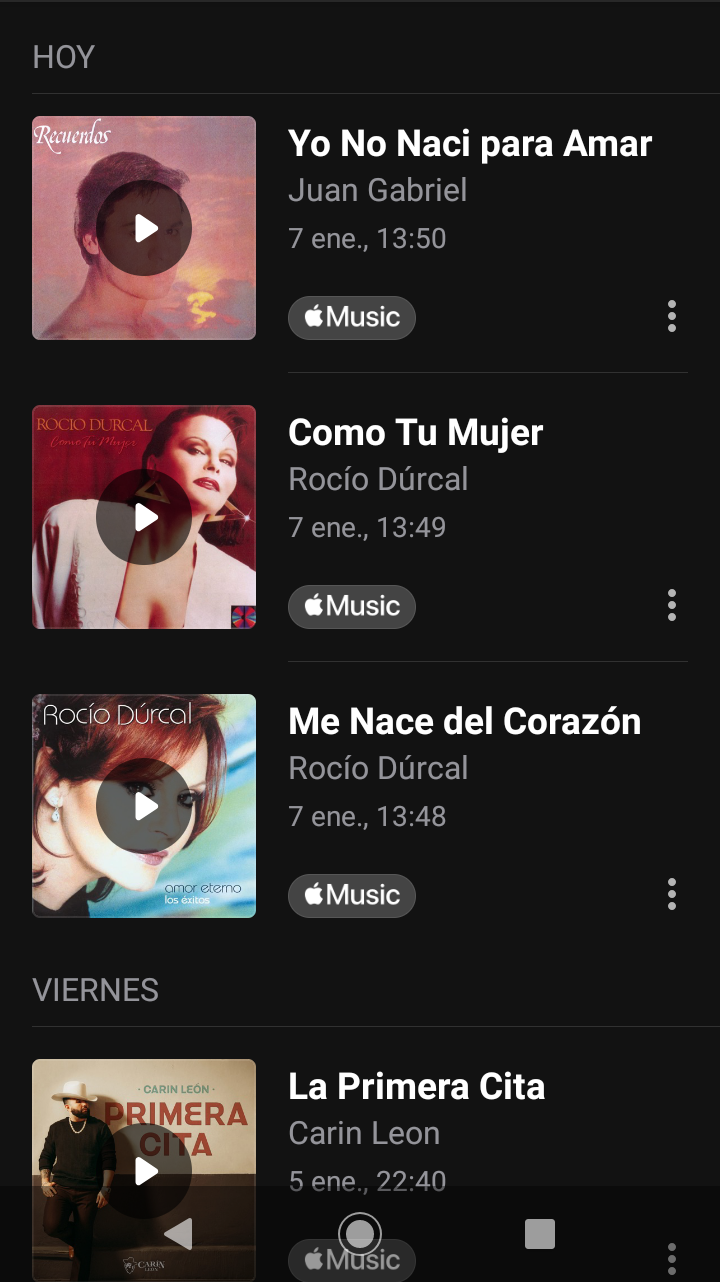 HOY
Recuerdos
Yo No Naci para Amar
Juan Gabriel
7 ene., 13:50
Music
ROCIO DURCAL
Como Tu Mujer
Como Tu Mujer
Rocío Dúrcal
7 ene., 13:49
Music
Rocío Dúrcal
amor eterno
los éxitos
Me Nace del Corazón
Rocío Dúrcal
7 ene., 13:48
Music
VIERNES
· CARIN LEÓN ·
PRIMERA
CITA
CARIN
LEON
La Primera Cita
Carin Leon
5 ene., 22:40
Music